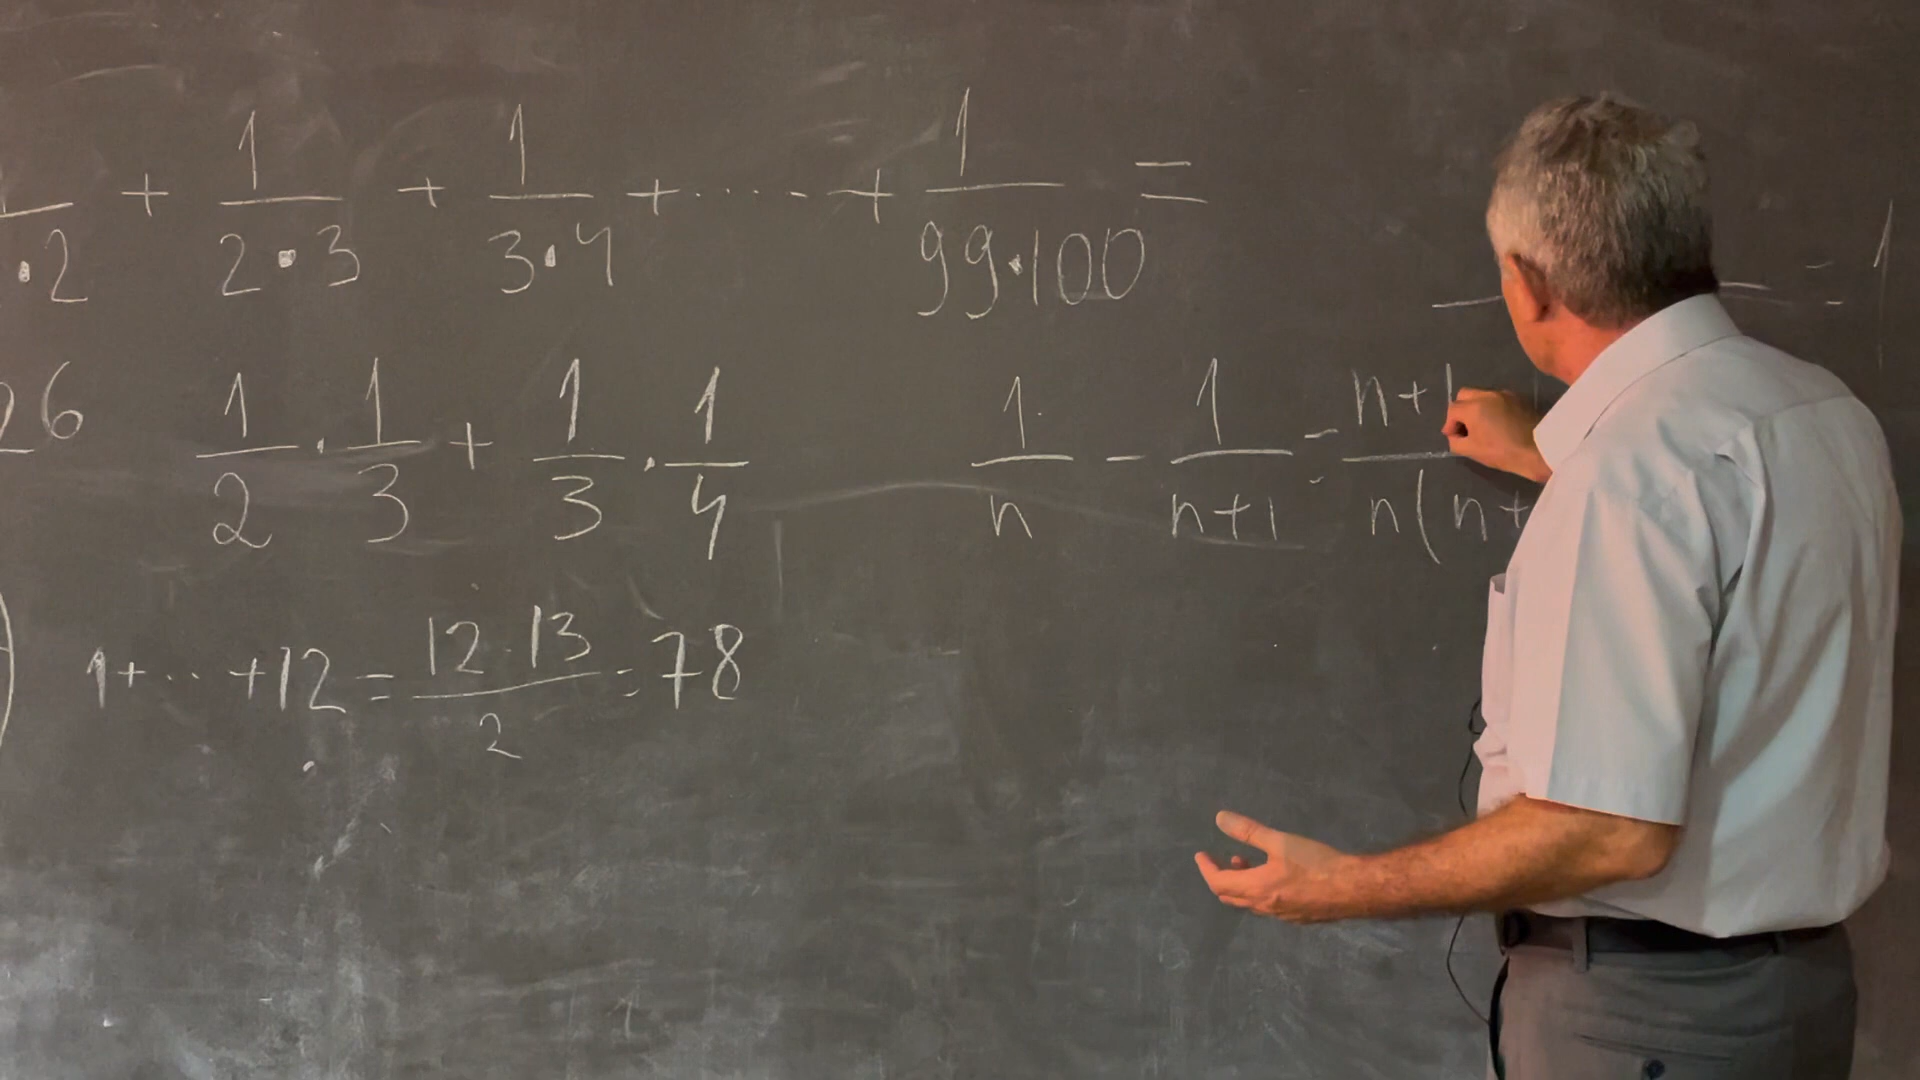 ·2 + 1/(2·3) + 1/(3·4) + ..... + 1/(99·100) =
= 1
26 1/2 · 1/3 + 1/3 · 1/4 1/n - 1/(n+1) = n+1 / n(n+
1+...+12 = 12·13/2 = 78